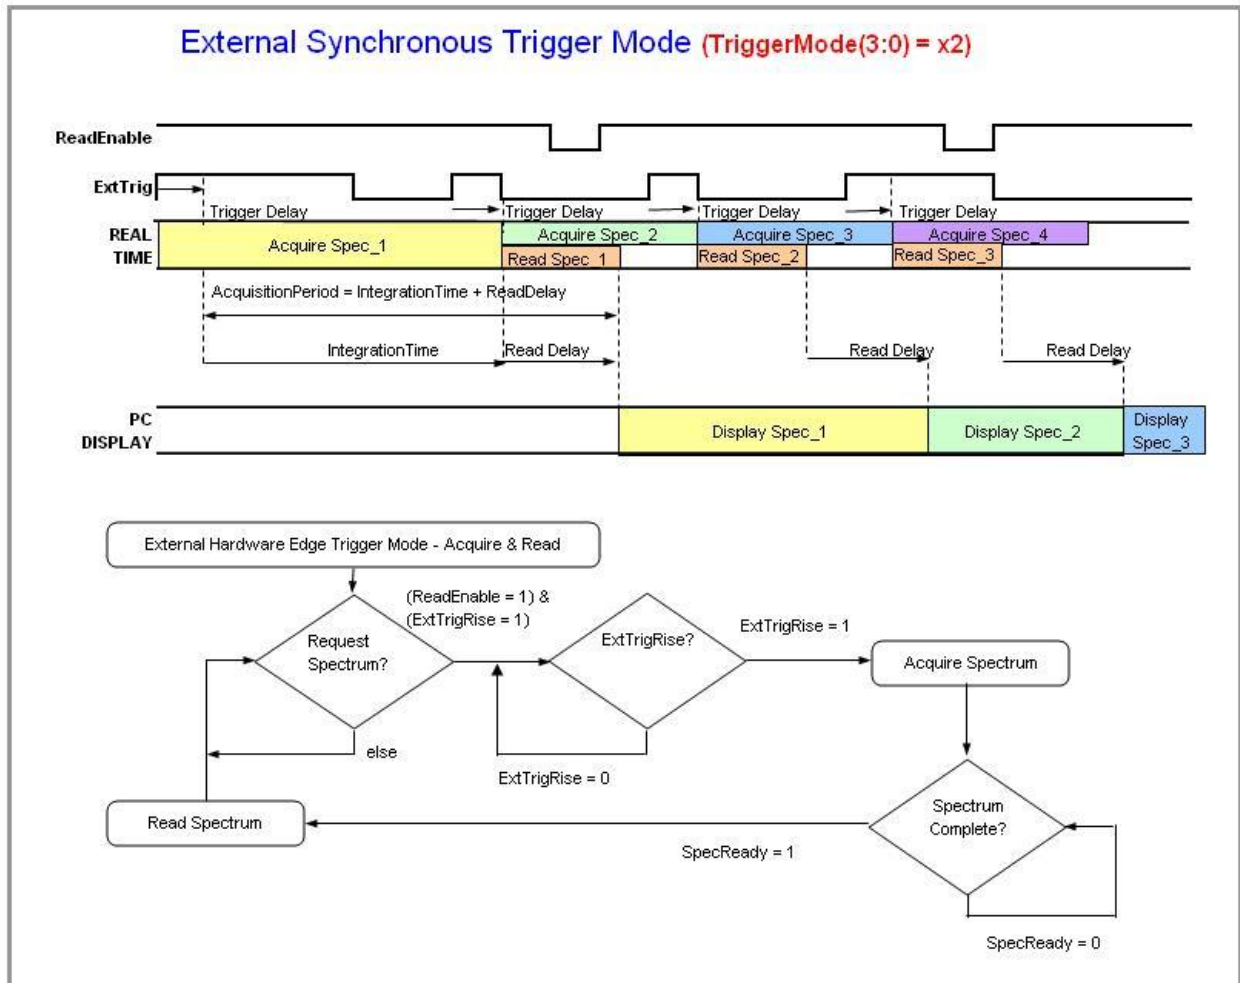 External Synchronous Trigger Mode (TriggerMode(3:0) = x2)
ReadEnable
ExtTrig
Trigger Delay
Trigger Delay
Trigger Delay
Trigger Delay
REAL
TIME
Acquire Spec_1
Acquire Spec_2
Acquire Spec_3
Acquire Spec_4
Read Spec_1
Read Spec_2
Read Spec_3
AcquisitionPeriod = IntegrationTime + ReadDelay
IntegrationTime
Read Delay
Read Delay
Read Delay
PC
DISPLAY
Display Spec_1
Display Spec_2
Display
Spec_3
External Hardware Edge Trigger Mode - Acquire & Read
Request
Spectrum?
(ReadEnable = 1) &
(ExtTrigRise = 1)
ExtTrigRise?
ExtTrigRise = 1
Acquire Spectrum
else
ExtTrigRise = 0
Read Spectrum
Spectrum
Complete?
SpecReady = 1
SpecReady = 0